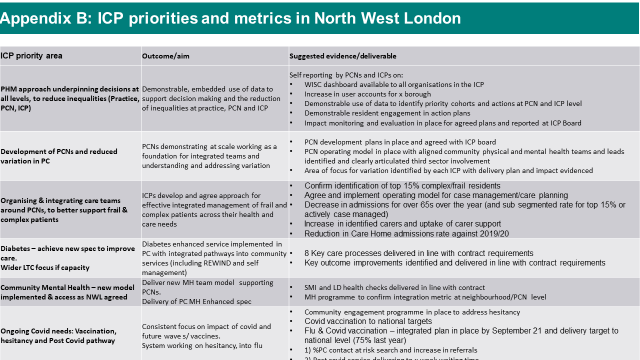 Appendix B: ICP priorities and metrics in North West London
ICP priority area
Outcome/aim
Suggested evidence/deliverable
PHM approach underpinning decisions at
all levels, to reduce inequalities (Practice,
PCN, ICP)
Demonstrable, embedded use of data to
support decision making and the reduction
of inequalities at practice, PCN and ICP
Self reporting by PCNs and ICPs on:
• WISC dashboard available to all organisations in the ICP
• Increase in user accounts for x borough
• Demonstrable use of data to identify priority cohorts and actions at PCN and ICP level
• Demonstrable resident engagement in action plans
• Impact monitoring and evaluation in place for agreed plans and reported at ICP Board
Development of PCNs and reduced
variation in PC
PCNs demonstrating at scale working as a
foundation for integrated teams and
understanding and addressing variation
• PCN development plans in place and agreed with ICP board
• PCN operating model in place with aligned community physical and mental health teams and leads
identified and clearly articulated third sector involvement
• Area of focus for variation identified by each ICP with delivery plan and impact evidenced
Organising & integrating care teams
around PCNs, to better support frail &
complex patients
ICPs develop and agree approach for
effective integrated management of frail and
complex patients across their health and
care needs
• Confirm identification of top 15% complex/frail residents
• Agree and implement operating model for case management/care planning
• Decrease in admissions for over 65s over the year (and sub segmented rate for top 15% or
actively case managed)
• Increase in identified carers and uptake of carer support
• Reduction in Care Home admissions rate against 2019/20
Diabetes – achieve new spec to improve
care.
Wider LTC focus if capacity
Diabetes enhanced service implemented in
PC with integrated pathways into community
services (including REWIND and self
management)
• 8 Key care processes delivered in line with contract requirements
• Key outcome improvements identified and delivered in line with contract requirements
Community Mental Health – new model
implemented & access as NWL agreed
Deliver new MH team model supporting
PCNs.
Delivery of PC MH Enhanced spec
• SMI and LD health checks delivered in line with contract
• MH programme to confirm integration metric at neighbourhood/PCN level
Ongoing Covid needs: Vaccination,
hesitancy and Post Covid pathway
Consistent focus on impact of covid and
future wave s/ vaccines.
System working on hesitancy, into flu
• Community engagement programme in place to address hesitancy
• Covid vaccination to national targets
• Flu & Covid vaccination – integrated plan in place by September 21 and delivery target to
national level (75% last year)
• 1) %PC contact at risk search and increase in referrals